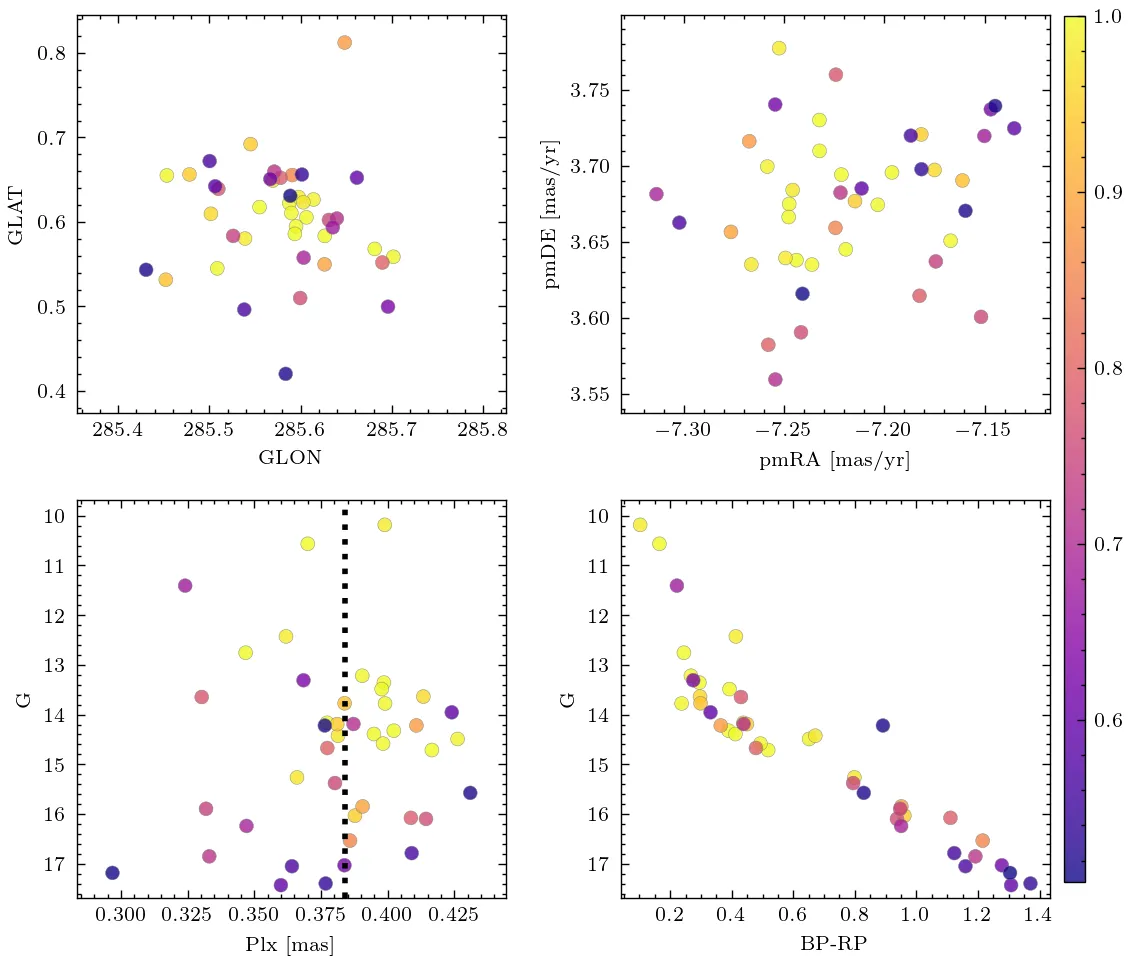 0.8
0.7
0.6
0.5
0.4
GLAT
285.4 285.5 285.6 285.7 285.8
GLON
3.75
3.70
3.65
3.60
3.55
pmDE [mas/yr]
−7.30 −7.25 −7.20 −7.15
pmRA [mas/yr]
1.0
0.9
0.8
0.7
0.6
10
11
12
13
14
15
16
17
G
0.300 0.325 0.350 0.375 0.400 0.425
Plx [mas]
10
11
12
13
14
15
16
17
G
0.2 0.4 0.6 0.8 1.0 1.2 1.4
BP-RP